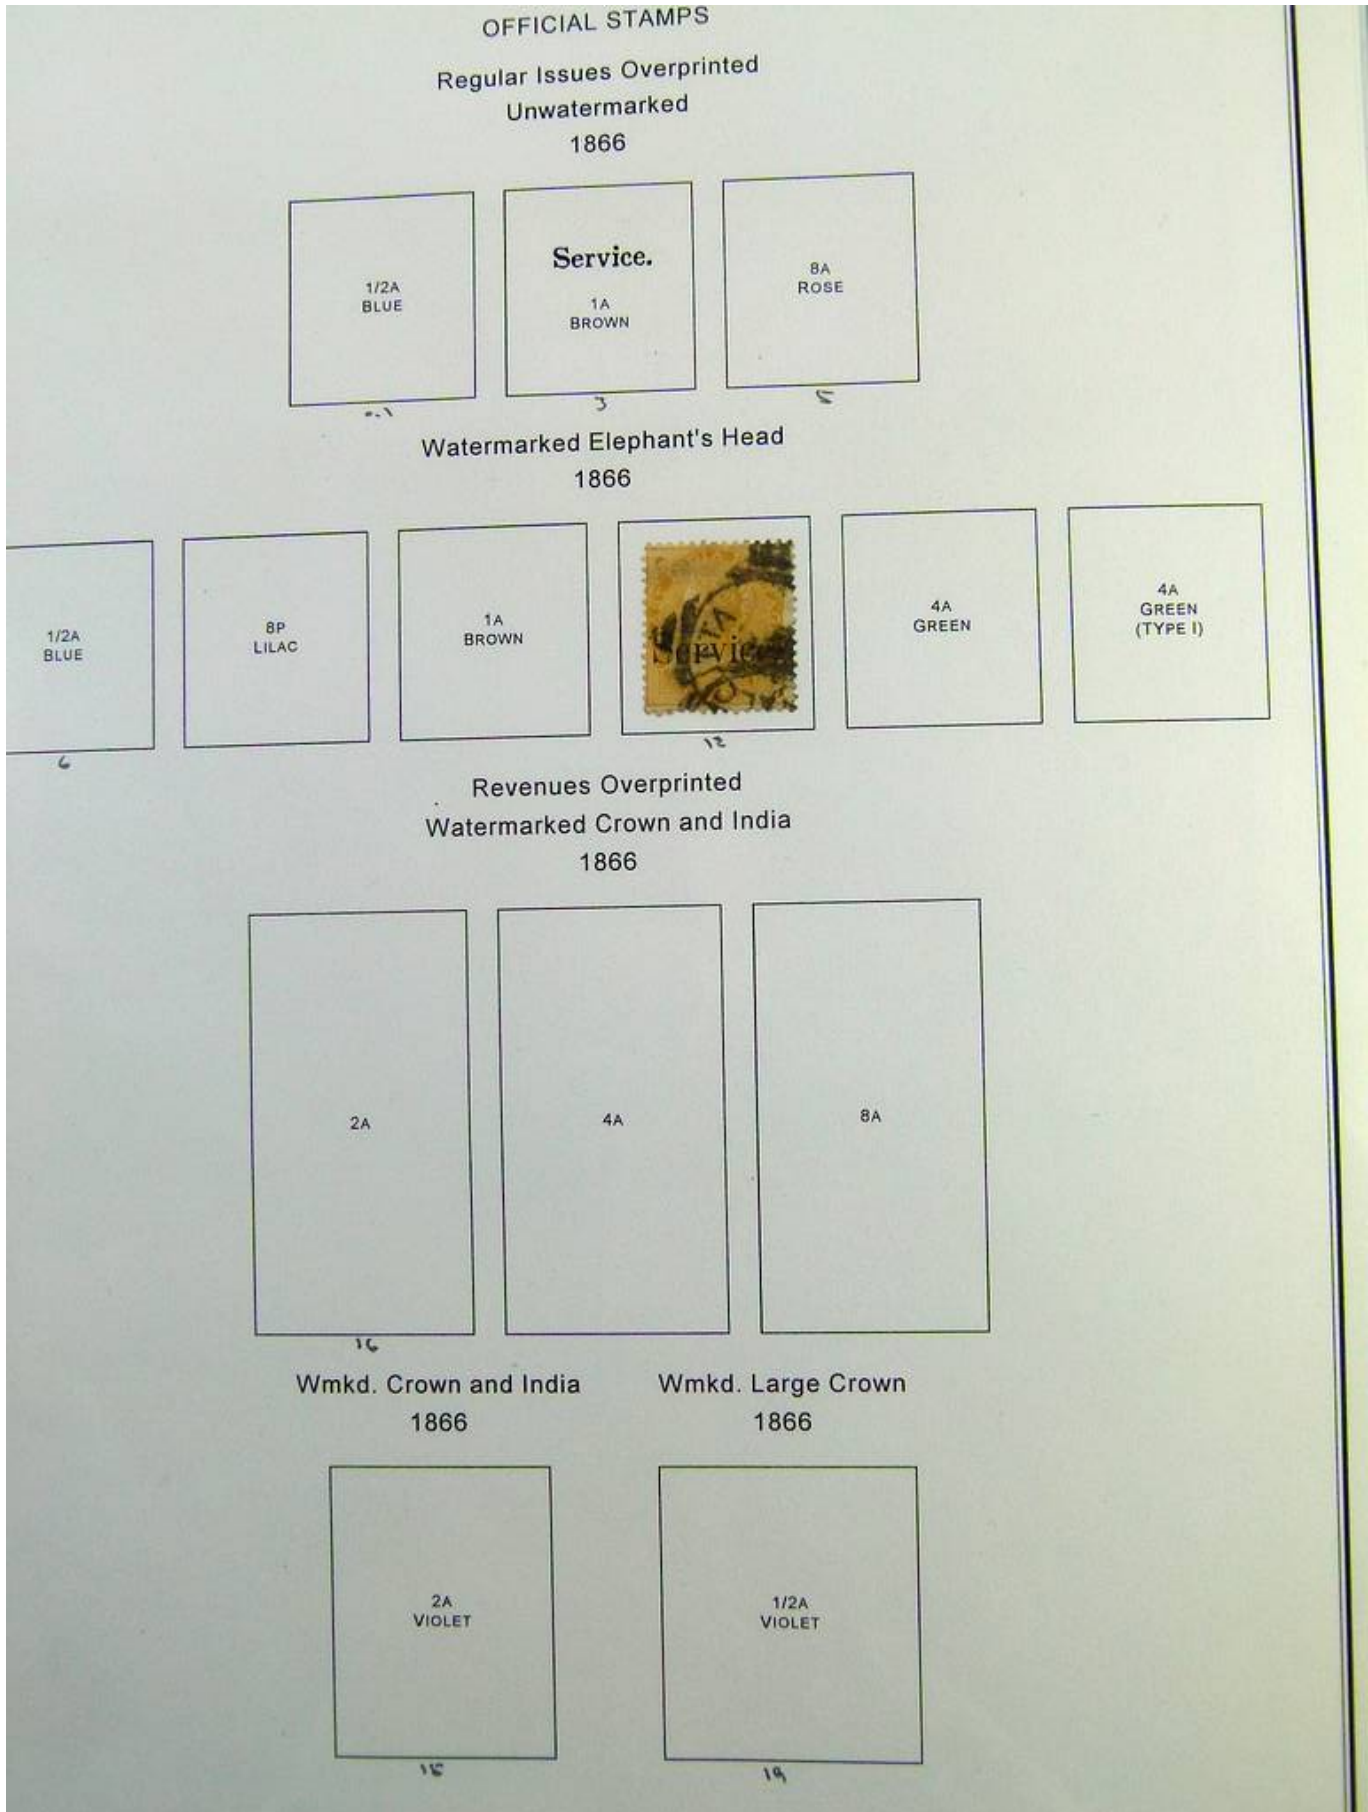 OFFICIAL STAMPS
Regular Issues Overprinted
Unwatermarked
1866
1/2A
BLUE
Service.
1A
BROWN
8A
ROSE
3
5
Watermarked Elephant's Head
1866
1/2A
BLUE
8P
LILAC
1A
BROWN
Service
4A
GREEN
4A
GREEN
(TYPE I)
6
12
Revenues Overprinted
Watermarked Crown and India
1866
2A
4A
8A
16
Wmkd. Crown and India
1866
Wmkd. Large Crown
1866
2A
VIOLET
1/2A
VIOLET
15
19